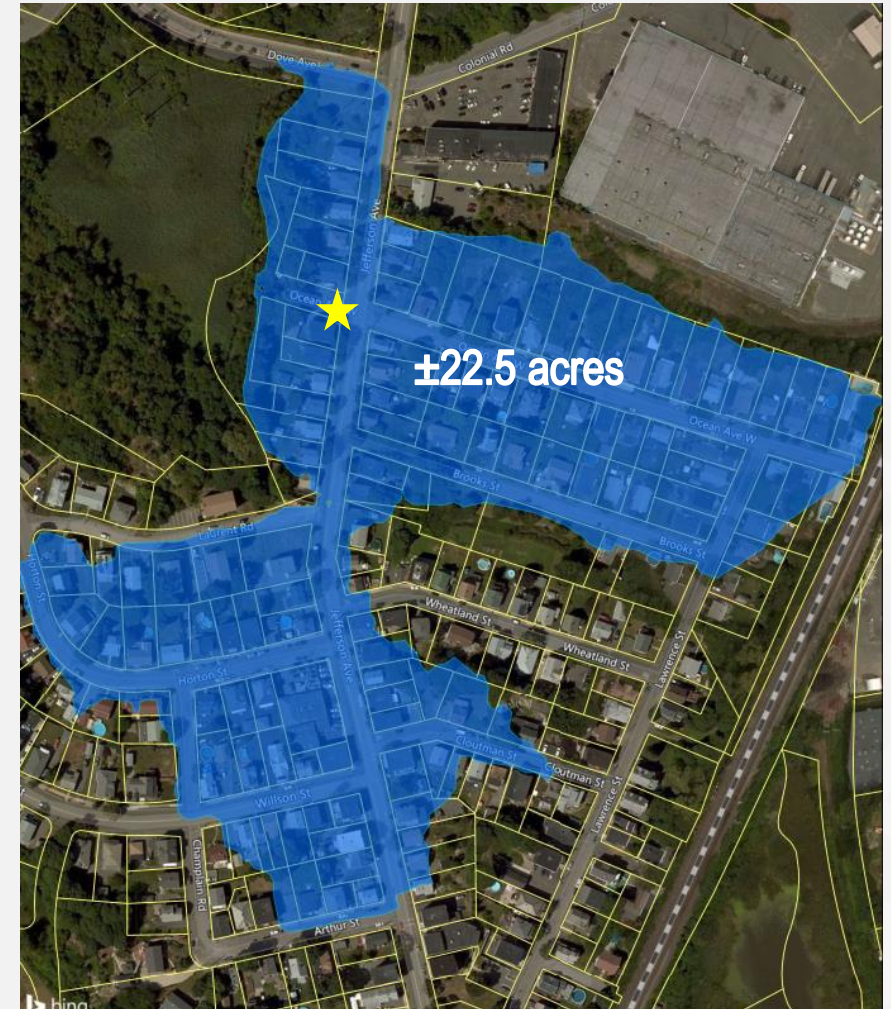 Dove Ave
Colonial Rd
Jefferson Ave
Ocean
±22.5 acres
Ocean Ave W
Brooks St
Brooks St
Laurent Rd
Horton St
Wheatland St
Wheatland St
Jefferson Ave
Lawrence St
Horton St
Cloutman St
Cloutman St
Willson St
Lawrence St
Champlain Rd
Arthur St
bing